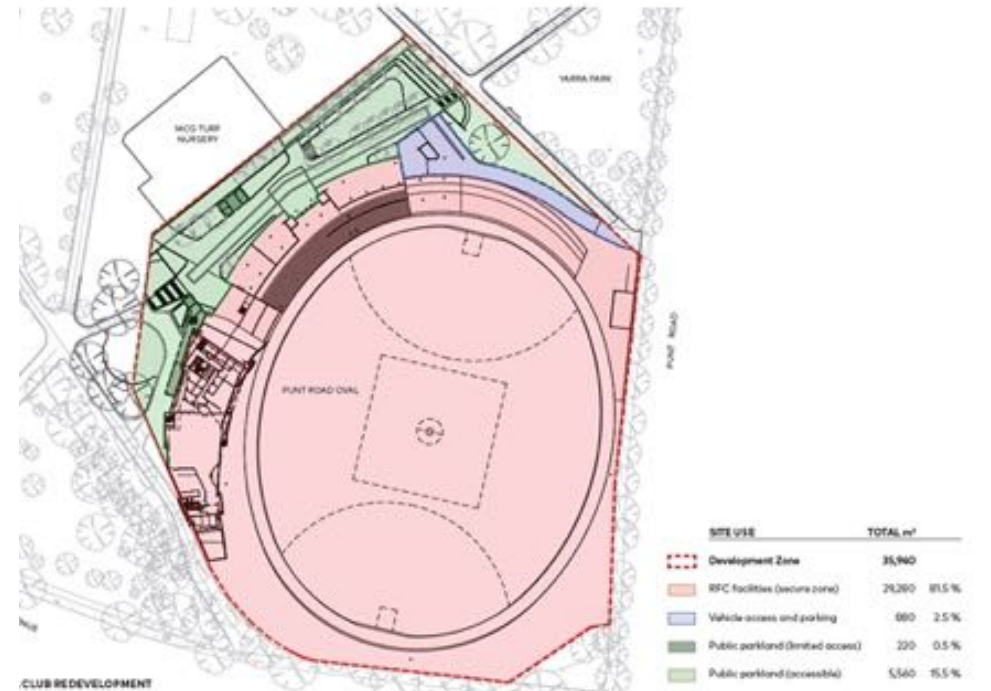 YARRA PARK
MCG TURF
NURSERY
PUNT ROAD
PUNT ROAD OVAL
SITE USE TOTAL m²
Development Zone 35,940
RFC facilities (secure zone) 29,280 81.5 %
Vehicle access and parking 880 2.5 %
Public parkland (limited access) 220 0.5 %
Public parkland (accessible) 5,560 15.5 %
CLUB REDEVELOPMENT